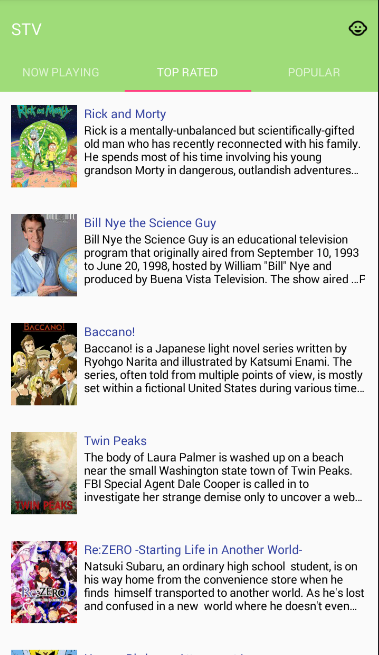 STV
NOW PLAYING
TOP RATED
POPULAR
Rick and Morty
Rick and Morty
Rick is a mentally-unbalanced but scientifically-gifted
old man who has recently reconnected with his family.
He spends most of his time involving his young
grandson Morty in dangerous, outlandish adventures...
Bill Nye the Science Guy
Bill Nye the Science Guy is an educational television
program that originally aired from September 10, 1993
to June 20, 1998, hosted by William "Bill" Nye and
produced by Buena Vista Television. The show aired ...P
BACCANO!
Baccano!
Baccano! is a Japanese light novel series written by
Ryohgo Narita and illustrated by Katsumi Enami. The
series, often told from multiple points of view, is mostly
set within a fictional United States during various time...
TWIN PEAKS
Twin Peaks
The body of Laura Palmer is washed up on a beach
near the small Washington state town of Twin Peaks.
FBI Special Agent Dale Cooper is called in to
investigate her strange demise only to uncover a web...
Re:ZERO
Re:ZERO -Starting Life in Another World-
Natsuki Subaru, an ordinary high school student, is on
his way home from the convenience store when he
finds himself transported to another world. As he's lost
and confused in a new world where he doesn't even...